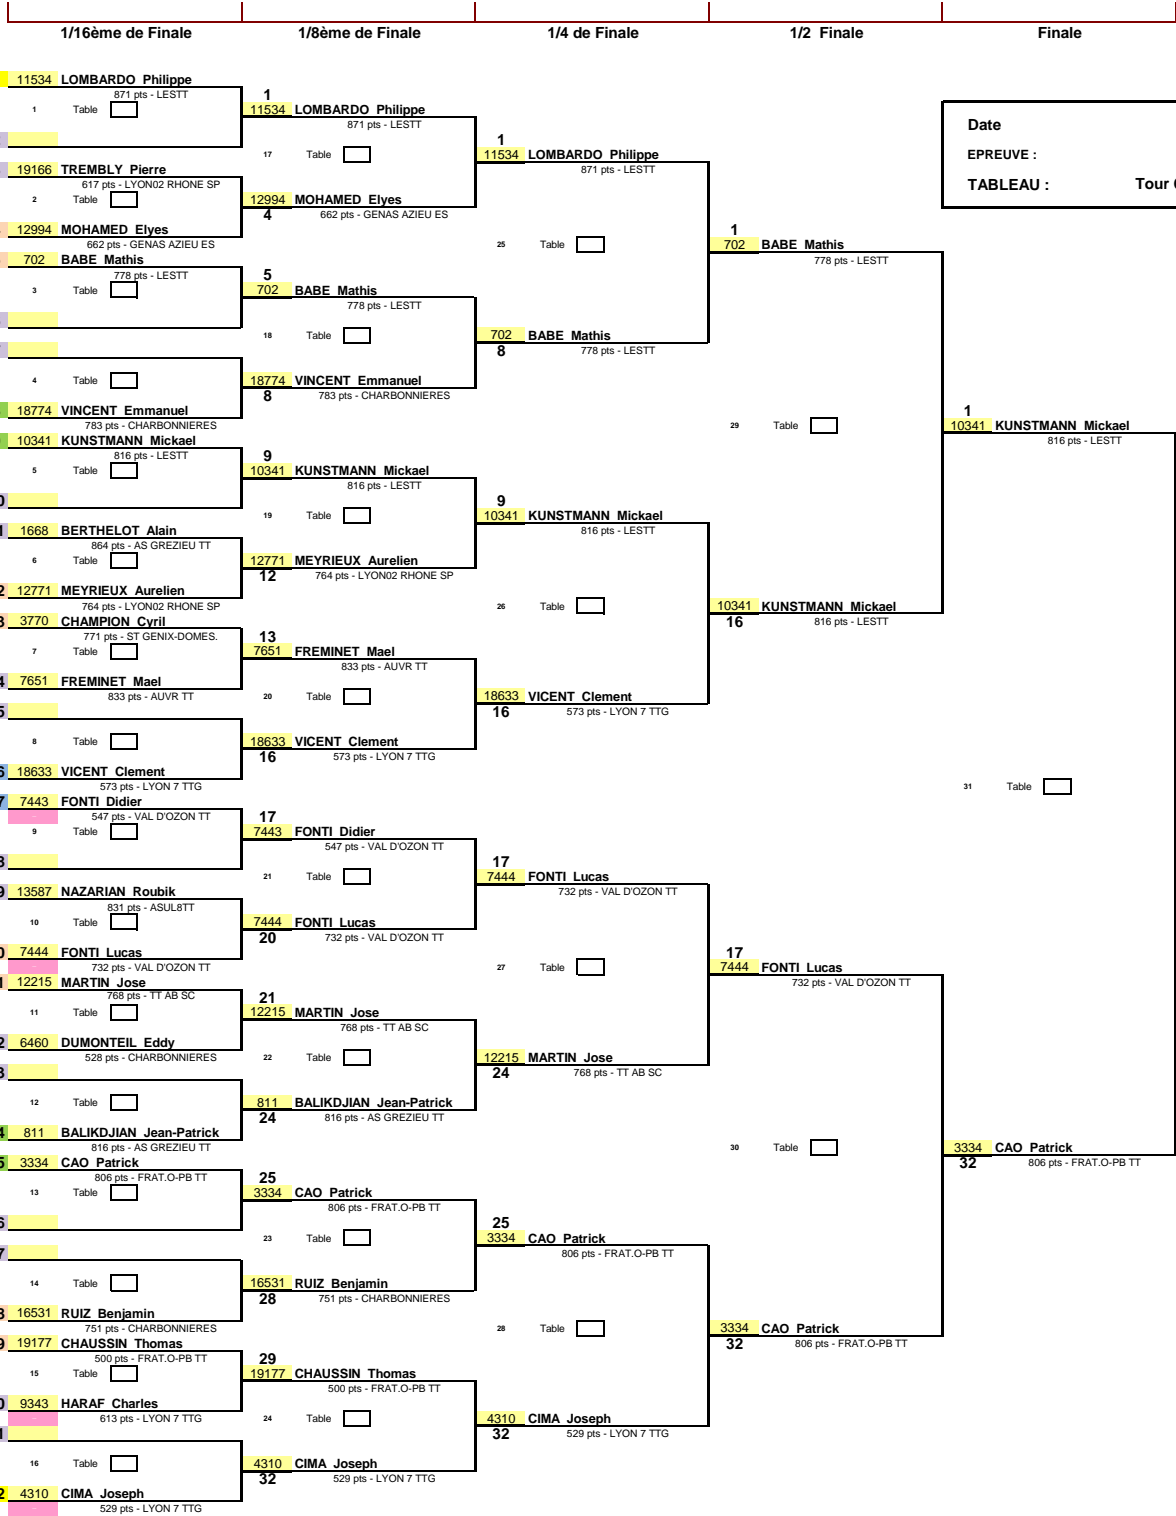 1/16ème de Finale
1/8ème de Finale
1/4 de Finale
1/2 Finale
Finale
Date
EPREUVE :
TABLEAU :
Tour
11534 LOMBARDO Philippe
871 pts - LESTT
1 Table
19166 TREMBLY Pierre
617 pts - LYON02 RHONE SP
2 Table
12994 MOHAMED Elyes
662 pts - GENAS AZIEU ES
702 BABE Mathis
778 pts - LESTT
3 Table
4 Table
18774 VINCENT Emmanuel
783 pts - CHARBONNIERES
10341 KUNSTMANN Mickael
816 pts - LESTT
5 Table
1668 BERTHELOT Alain
864 pts - AS GREZIEU TT
6 Table
12771 MEYRIEUX Aurelien
764 pts - LYON02 RHONE SP
3770 CHAMPION Cyril
771 pts - ST GENIX-DOMES.
7 Table
7651 FREMINET Mael
833 pts - AUVR TT
8 Table
18633 VICENT Clement
573 pts - LYON 7 TTG
7443 FONTI Didier
547 pts - VAL D'OZON TT
9 Table
13587 NAZARIAN Roubik
831 pts - ASUL8TT
10 Table
7444 FONTI Lucas
732 pts - VAL D'OZON TT
12215 MARTIN Jose
768 pts - TT AB SC
11 Table
6460 DUMONTEIL Eddy
528 pts - CHARBONNIERES
12 Table
811 BALIKDJIAN Jean-Patrick
816 pts - AS GREZIEU TT
3334 CAO Patrick
806 pts - FRAT.O-PB TT
13 Table
14 Table
16531 RUIZ Benjamin
751 pts - CHARBONNIERES
19177 CHAUSSIN Thomas
500 pts - FRAT.O-PB TT
15 Table
9343 HARAF Charles
613 pts - LYON 7 TTG
16 Table
4310 CIMA Joseph
529 pts - LYON 7 TTG
1
11534 LOMBARDO Philippe
871 pts - LESTT
17 Table
12994 MOHAMED Elyes
4 662 pts - GENAS AZIEU ES
5
702 BABE Mathis
778 pts - LESTT
18 Table
18774 VINCENT Emmanuel
8 783 pts - CHARBONNIERES
9
10341 KUNSTMANN Mickael
816 pts - LESTT
19 Table
12771 MEYRIEUX Aurelien
12 764 pts - LYON02 RHONE SP
13
7651 FREMINET Mael
833 pts - AUVR TT
20 Table
18633 VICENT Clement
16 573 pts - LYON 7 TTG
17
7443 FONTI Didier
547 pts - VAL D'OZON TT
21 Table
7444 FONTI Lucas
20 732 pts - VAL D'OZON TT
21
12215 MARTIN Jose
768 pts - TT AB SC
22 Table
811 BALIKDJIAN Jean-Patrick
24 816 pts - AS GREZIEU TT
25
3334 CAO Patrick
806 pts - FRAT.O-PB TT
23 Table
16531 RUIZ Benjamin
28 751 pts - CHARBONNIERES
29
19177 CHAUSSIN Thomas
500 pts - FRAT.O-PB TT
24 Table
4310 CIMA Joseph
32 529 pts - LYON 7 TTG
1
11534 LOMBARDO Philippe
871 pts - LESTT
25 Table
702 BABE Mathis
8 778 pts - LESTT
9
10341 KUNSTMANN Mickael
816 pts - LESTT
26 Table
18633 VICENT Clement
16 573 pts - LYON 7 TTG
17
7444 FONTI Lucas
732 pts - VAL D'OZON TT
27 Table
12215 MARTIN Jose
24 768 pts - TT AB SC
25
3334 CAO Patrick
806 pts - FRAT.O-PB TT
28 Table
4310 CIMA Joseph
32 529 pts - LYON 7 TTG
1
702 BABE Mathis
778 pts - LESTT
29 Table
10341 KUNSTMANN Mickael
16 816 pts - LESTT
17
7444 FONTI Lucas
732 pts - VAL D'OZON TT
30 Table
3334 CAO Patrick
32 806 pts - FRAT.O-PB TT
1
10341 KUNSTMANN Mickael
816 pts - LESTT
31 Table
3334 CAO Patrick
32 806 pts - FRAT.O-PB TT